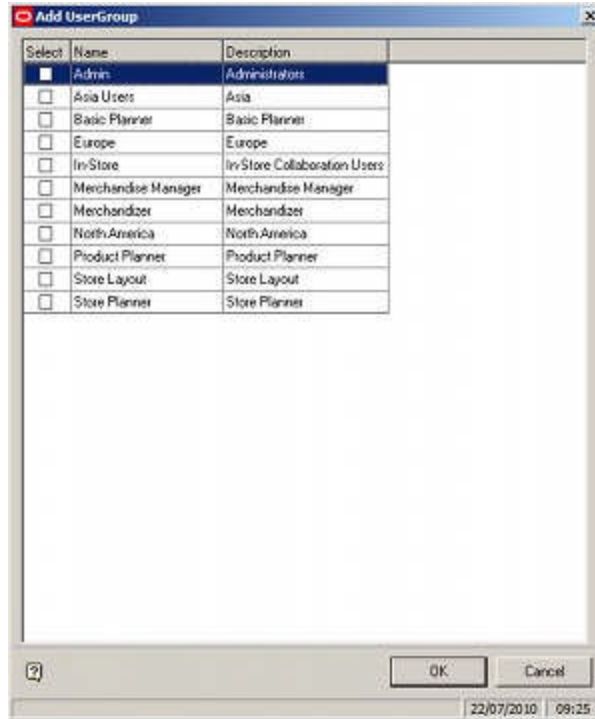 Add UserGroup
Select Name Description
Admin Administrators
Asia Users Asia
Basic Planner Basic Planner
Europe Europe
In-Store In-Store Collaboration Users
Merchandise Manager Merchandise Manager
Merchandizer Merchandizer
North America North America
Product Planner Product Planner
Store Layout Store Layout
Store Planner Store Planner
OK Cancel
22/07/2010 09:25